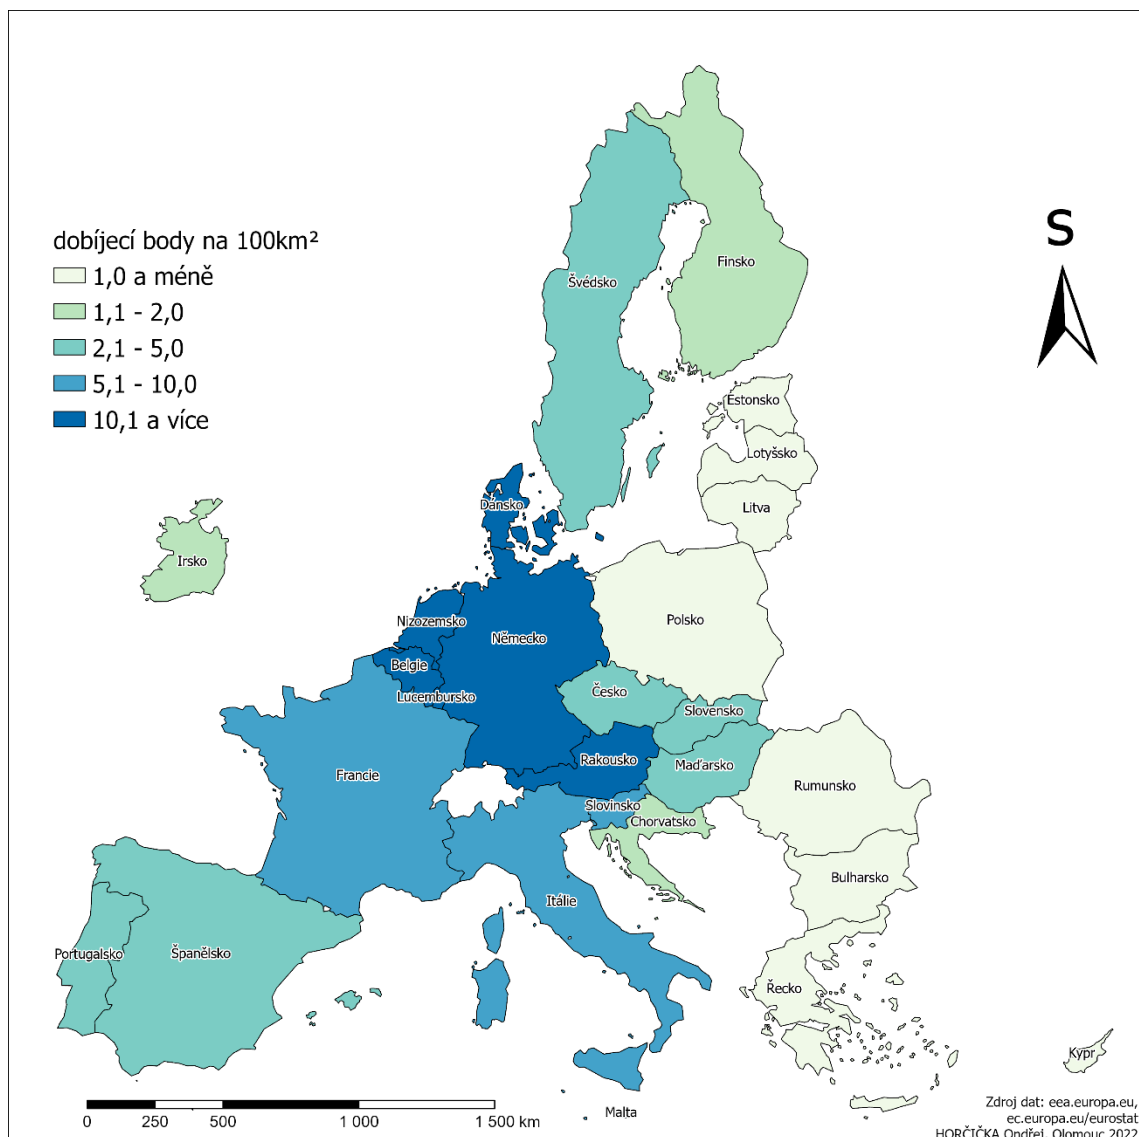 S
dobíjecí body na 100km²
1,0 a méně
1,1 - 2,0
2,1 - 5,0
5,1 - 10,0
10,1 a více
Finsko
Švédsko
Estonsko
Lotyšsko
Litva
Dánsko
Irsko
Nizozemsko
Polsko
Německo
Belgie
Česko
Lucembursko
Slovensko
Rakousko
Maďarsko
Francie
Rumunsko
Slovinsko
Chorvatsko
Bulharsko
Itálie
Portugalsko
Španělsko
Řecko
Kypr
Malta
0 250 500 1 000 1 500 km
Zdroj dat: eea.europa.eu,
ec.europa.eu/eurostat
HORČIČKA Ondřej, Olomouc 2022